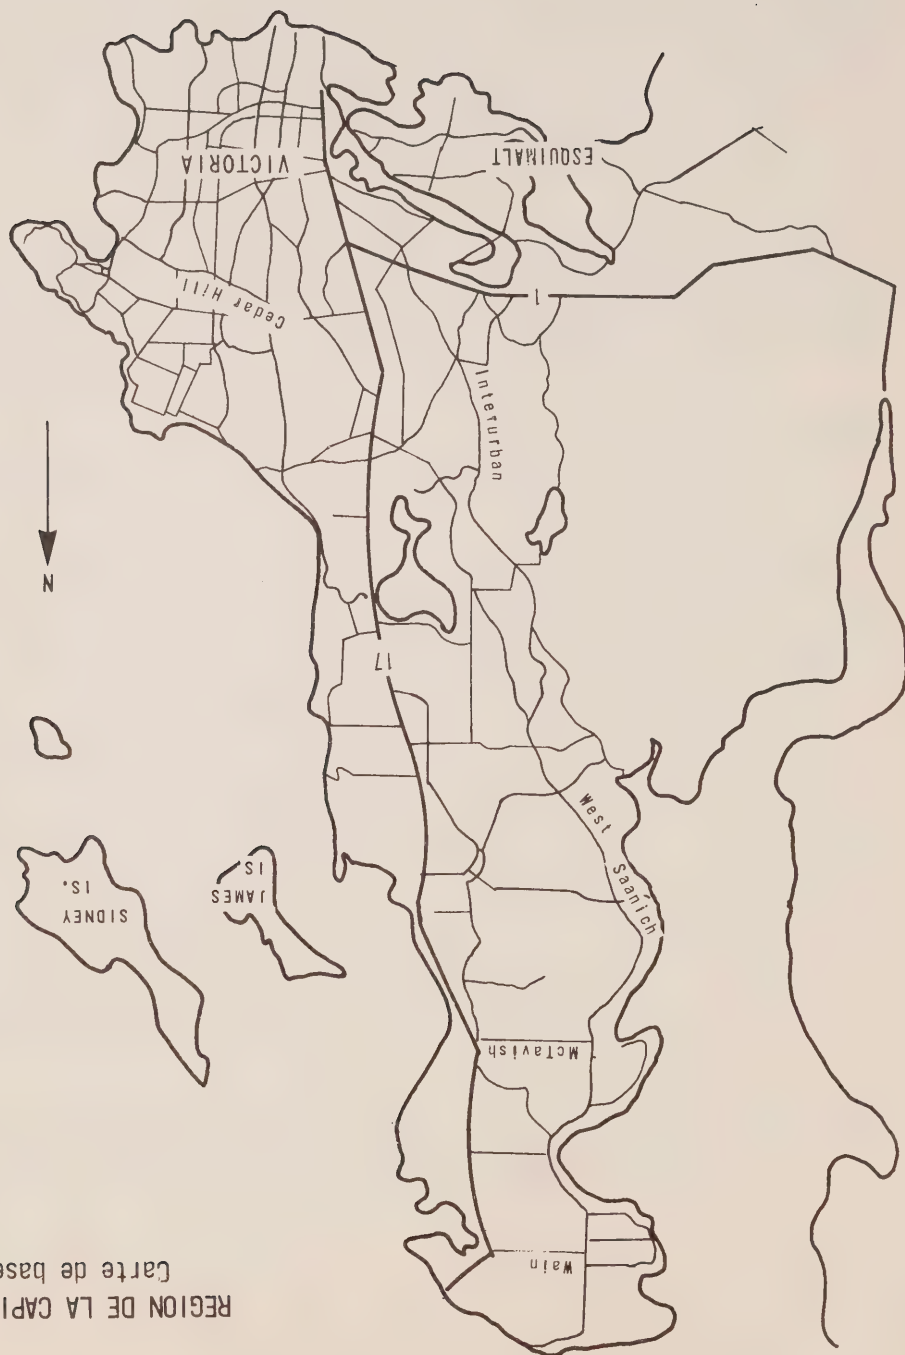 REGION DE LA CAPI
Carte de base
Wain
McTavish
SIDNEY
IS.
JAMES
IS
West Saanich
17
N
Interurban
1
Cedar Hill
VICTORIA
ESQUIMALT